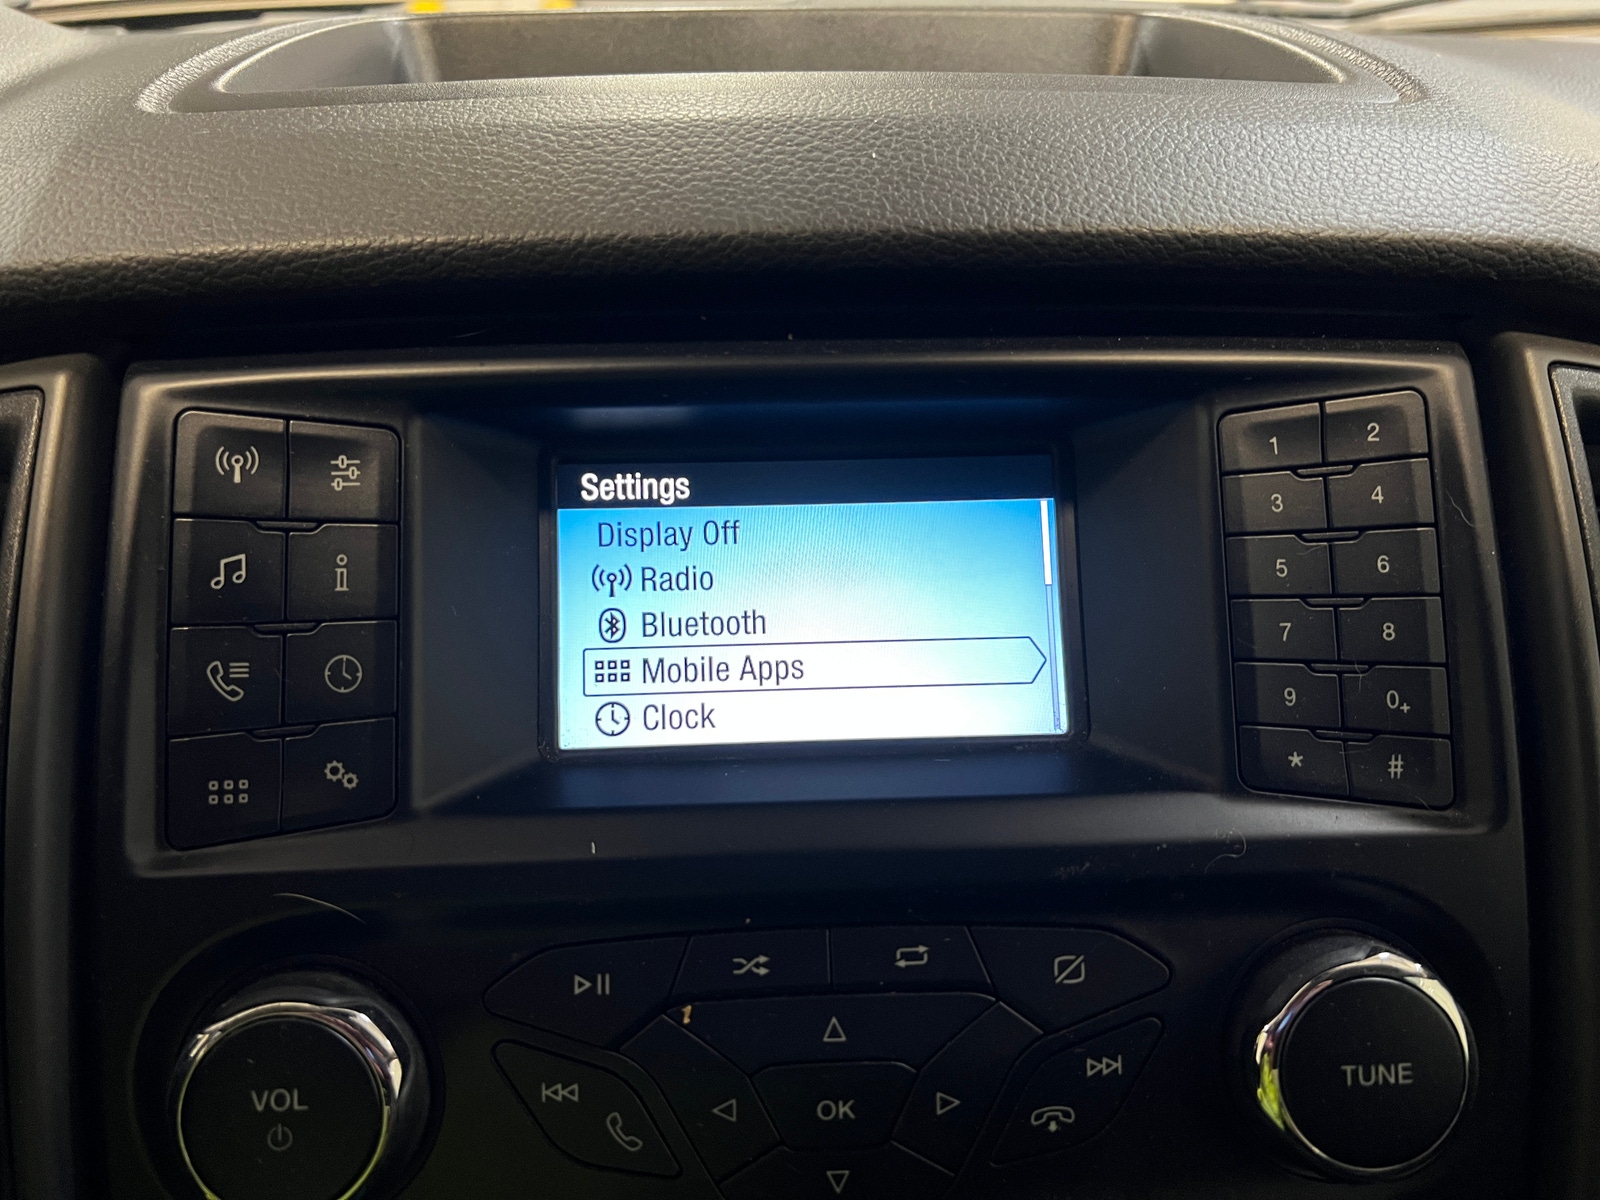 Settings
Display Off
Radio
Bluetooth
Mobile Apps
Clock
1 2
3 4
5 6
7 8
9 0+
* #
VOL
OK
TUNE